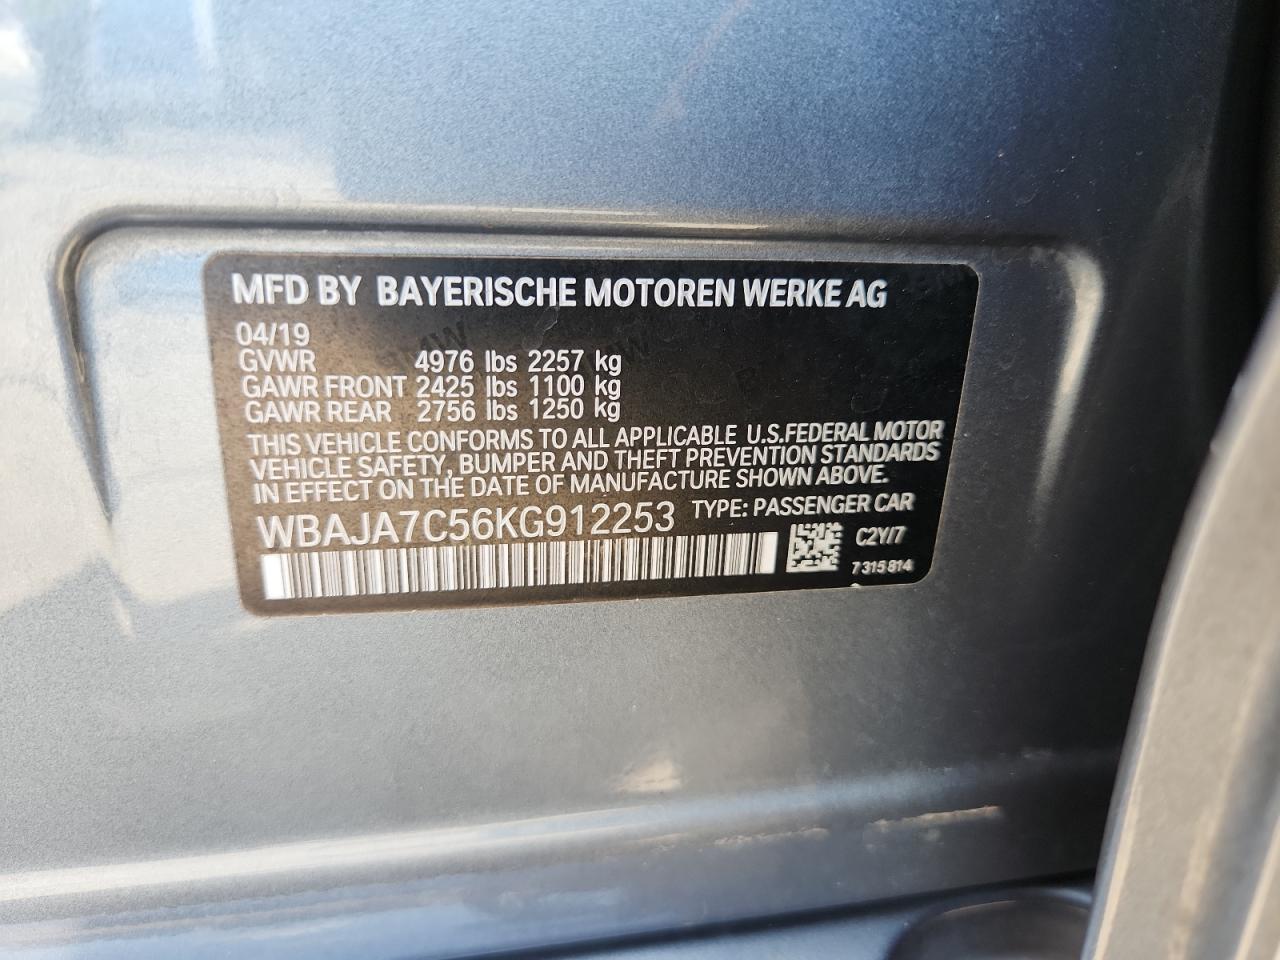 MFD BY BAYERISCHE MOTOREN WERKE AG
04/19
GVWR 4976 lbs 2257 kg
GAWR FRONT 2425 lbs 1100 kg
GAWR REAR 2756 lbs 1250 kg
THIS VEHICLE CONFORMS TO ALL APPLICABLE U.S.FEDERAL MOTOR
VEHICLE SAFETY, BUMPER AND THEFT PREVENTION STANDARDS
IN EFFECT ON THE DATE OF MANUFACTURE SHOWN ABOVE.
WBAJA7C56KG912253 TYPE: PASSENGER CAR
C2Y/7
7 315 814